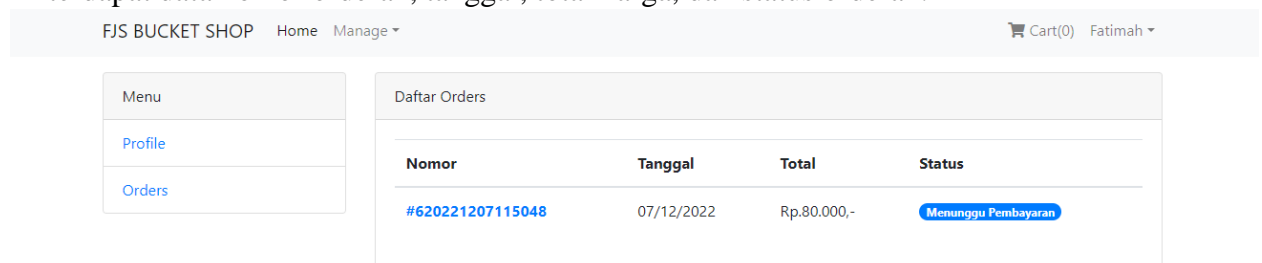 FJS BUCKET SHOP Home Manage Cart(0) Fatimah
Menu
Profile
Orders
Daftar Orders
Nomor Tanggal Total Status
#620221207115048 07/12/2022 Rp.80.000,- Menunggu Pembayaran